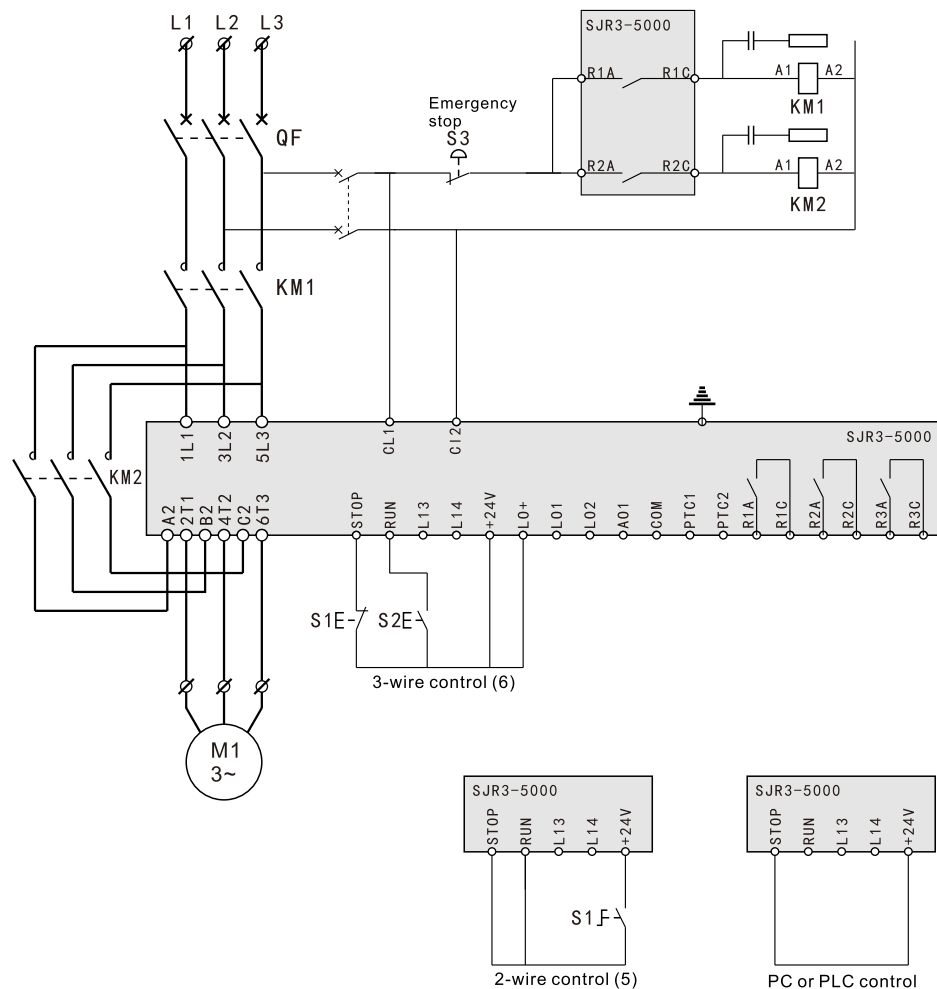 L1 L2 L3
SJR3-5000
R1A R1C A1 A2
KM1
Emergency
stop
S3
QF
R2A R2C A1 A2
KM2
KM1
1L1 3L2 5L3 CL1 CI2 SJR3-5000
KM2
A2 2T1 B2 4T2 C2 6T3 STOP RUN L13 L14 +24V LO+ LO1 LO2 AO1 COM PTC1 PTC2 R1A R1C R2A R2C R3A R3C
S1 S2
3-wire control (6)
M1
3~
SJR3-5000
STOP RUN L13 L14 +24V
S1
2-wire control (5)
SJR3-5000
STOP RUN L13 L14 +24V
PC or PLC control